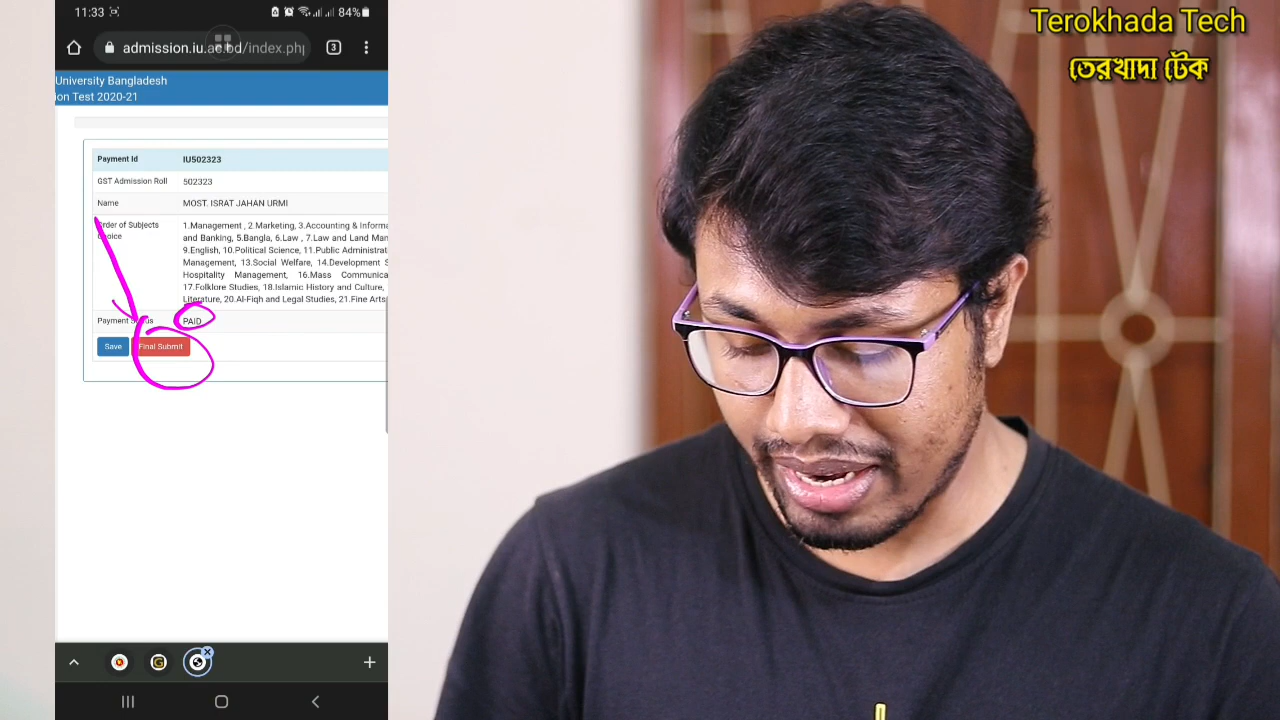 11:33
84%
Terokhada Tech
তেরখাদা টেক
admission.iu.ac.bd/index.php
3
University Bangladesh
ion Test 2020-21
Payment Id IU502323
GST Admission Roll 502323
Name MOST. ISRAT JAHAN URMI
Order of Subjects Choice
1.Management , 2 Marketing, 3.Accounting & Informa
and Banking, 5.Bangla, 6.Law , 7.Law and Land Man
9.English, 10.Political Science, 11.Public Administrat
Management, 13.Social Welfare, 14.Development S
Hospitality Management, 16.Mass Communica
17.Folklore Studies, 18.Islamic History and Culture,
Literature, 20.Al-Fiqh and Legal Studies, 21.Fine Arts
Payment Status PAID
Save Final Submit